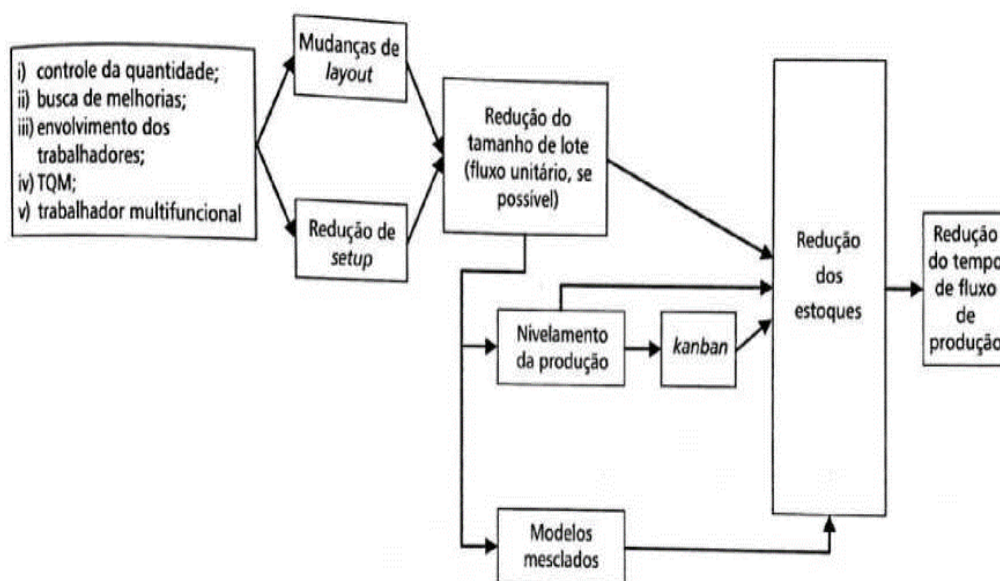 i) controle da quantidade;
ii) busca de melhorias;
iii) envolvimento dos
trabalhadores;
iv) TQM;
v) trabalhador multifuncional
Mudanças de
layout
Redução de
setup
Redução do
tamanho de lote
(fluxo unitário, se
possível)
Nivelamento
da produção
kanban
Modelos
mesclados
Redução
dos
estoques
Redução
do tempo
de fluxo
de
produção